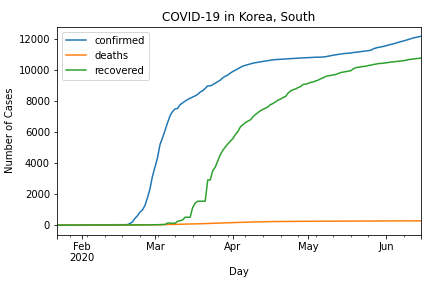 COVID-19 in Korea, South
confirmed
deaths
recovered
Number of Cases
12000
10000
8000
6000
4000
2000
0
Feb
2020
Mar
Apr
May
Jun
Day